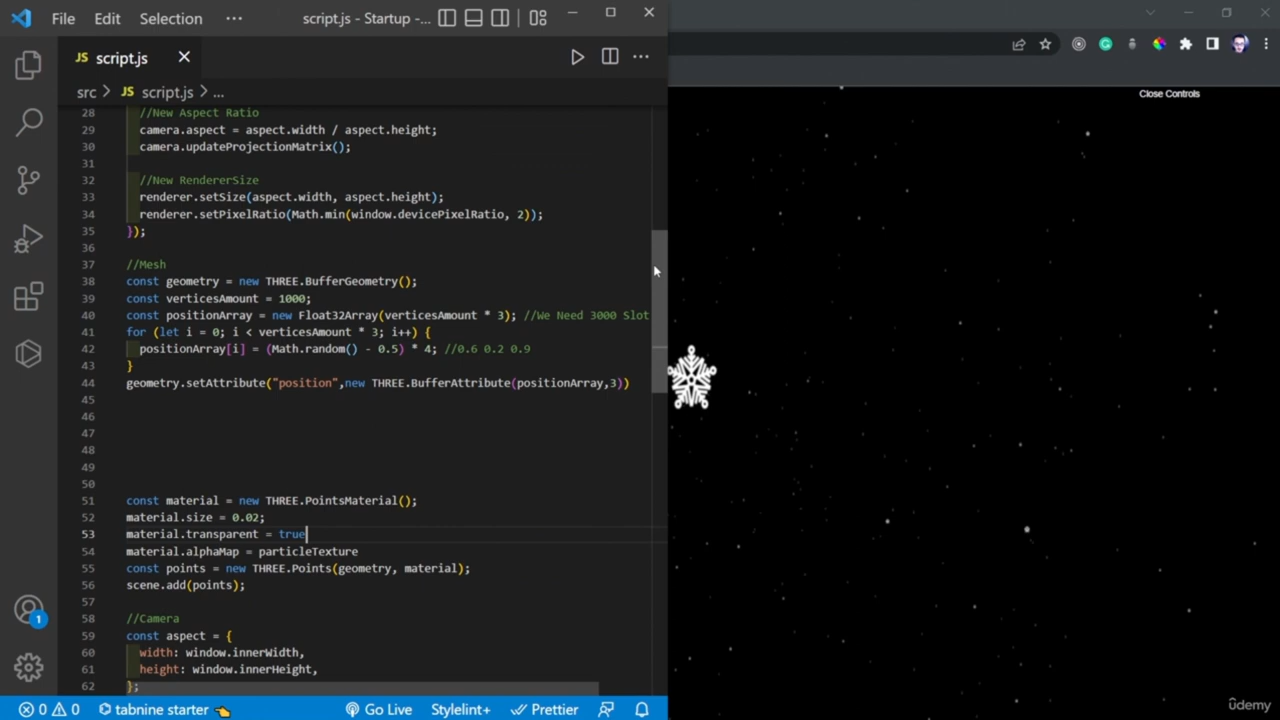 File Edit Selection ··· script.js - Startup -...
JS script.js
src > JS script.js > ...
28 //New Aspect Ratio
29 camera.aspect = aspect.width / aspect.height;
30 camera.updateProjectionMatrix();
31
32 //New RendererSize
33 renderer.setSize(aspect.width, aspect.height);
34 renderer.setPixelRatio(Math.min(window.devicePixelRatio, 2));
35 });
36
37 //Mesh
38 const geometry = new THREE.BufferGeometry();
39 const verticesAmount = 1000;
40 const positionArray = new Float32Array(verticesAmount * 3); //We Need 3000 Slot
41 for (let i = 0; i < verticesAmount * 3; i++) {
42 positionArray[i] = (Math.random() - 0.5) * 4; //0.6 0.2 0.9
43 }
44 geometry.setAttribute("position",new THREE.BufferAttribute(positionArray,3))
45
46
47
48
49
50
51 const material = new THREE.PointsMaterial();
52 material.size = 0.02;
53 material.transparent = true
54 material.alphaMap = particleTexture
55 const points = new THREE.Points(geometry, material);
56 scene.add(points);
57
58 //Camera
59 const aspect = {
60 width: window.innerWidth,
61 height: window.innerHeight,
62 };
1
0 0 tabnine starter Go Live Stylelint+ Prettier
Close Controls
ûdemy